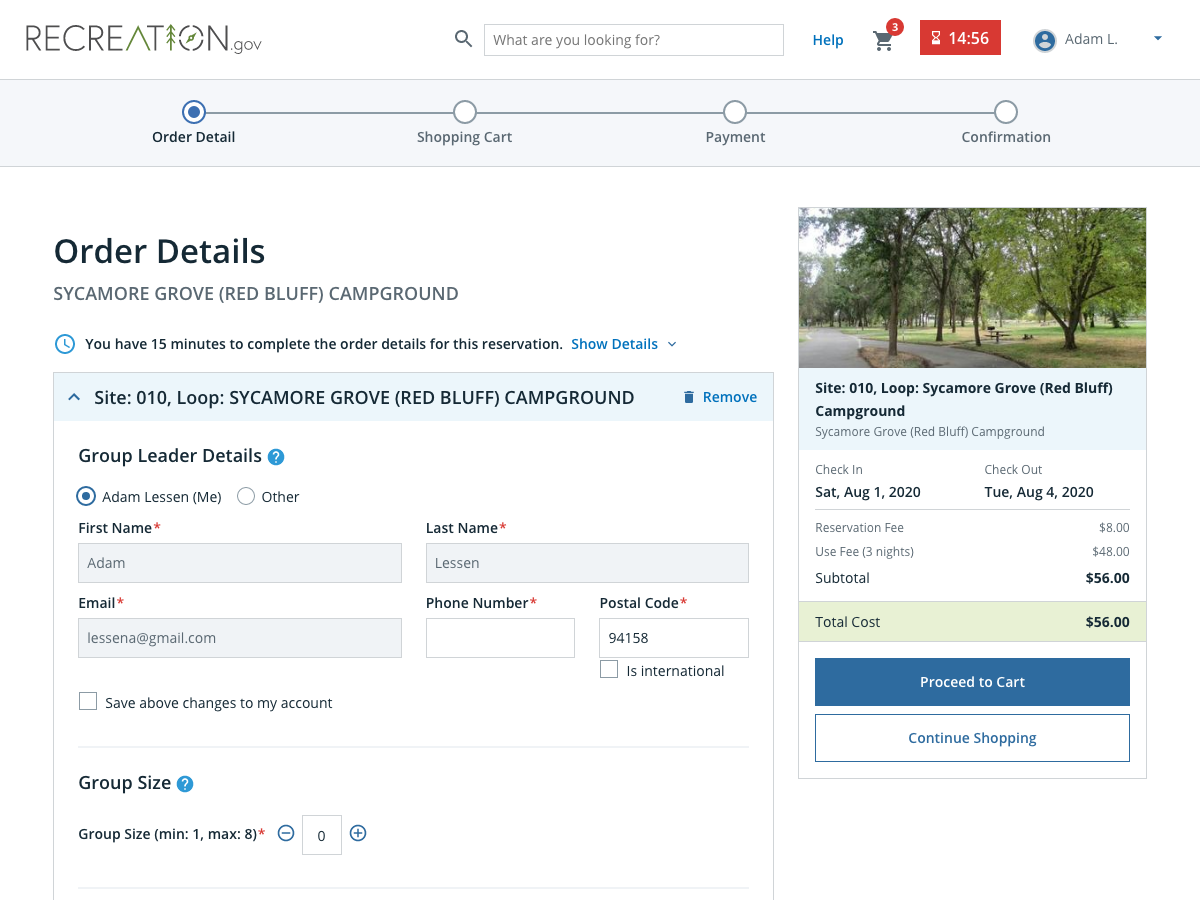 RECREATION.gov
What are you looking for?
Help
3
14:56
Adam L.
Order Detail
Shopping Cart
Payment
Confirmation
Order Details
SYCAMORE GROVE (RED BLUFF) CAMPGROUND
You have 15 minutes to complete the order details for this reservation. Show Details
Site: 010, Loop: SYCAMORE GROVE (RED BLUFF) CAMPGROUND
Remove
Group Leader Details ?
Adam Lessen (Me)
Other
First Name*
Last Name*
Adam
Lessen
Email*
Phone Number*
Postal Code*
lessena@gmail.com
94158
Is international
Save above changes to my account
Group Size ?
Group Size (min: 1, max: 8)*
0
Site: 010, Loop: Sycamore Grove (Red Bluff)
Campground
Sycamore Grove (Red Bluff) Campground
Check In
Check Out
Sat, Aug 1, 2020
Tue, Aug 4, 2020
Reservation Fee $8.00
Use Fee (3 nights) $48.00
Subtotal $56.00
Total Cost $56.00
Proceed to Cart
Continue Shopping